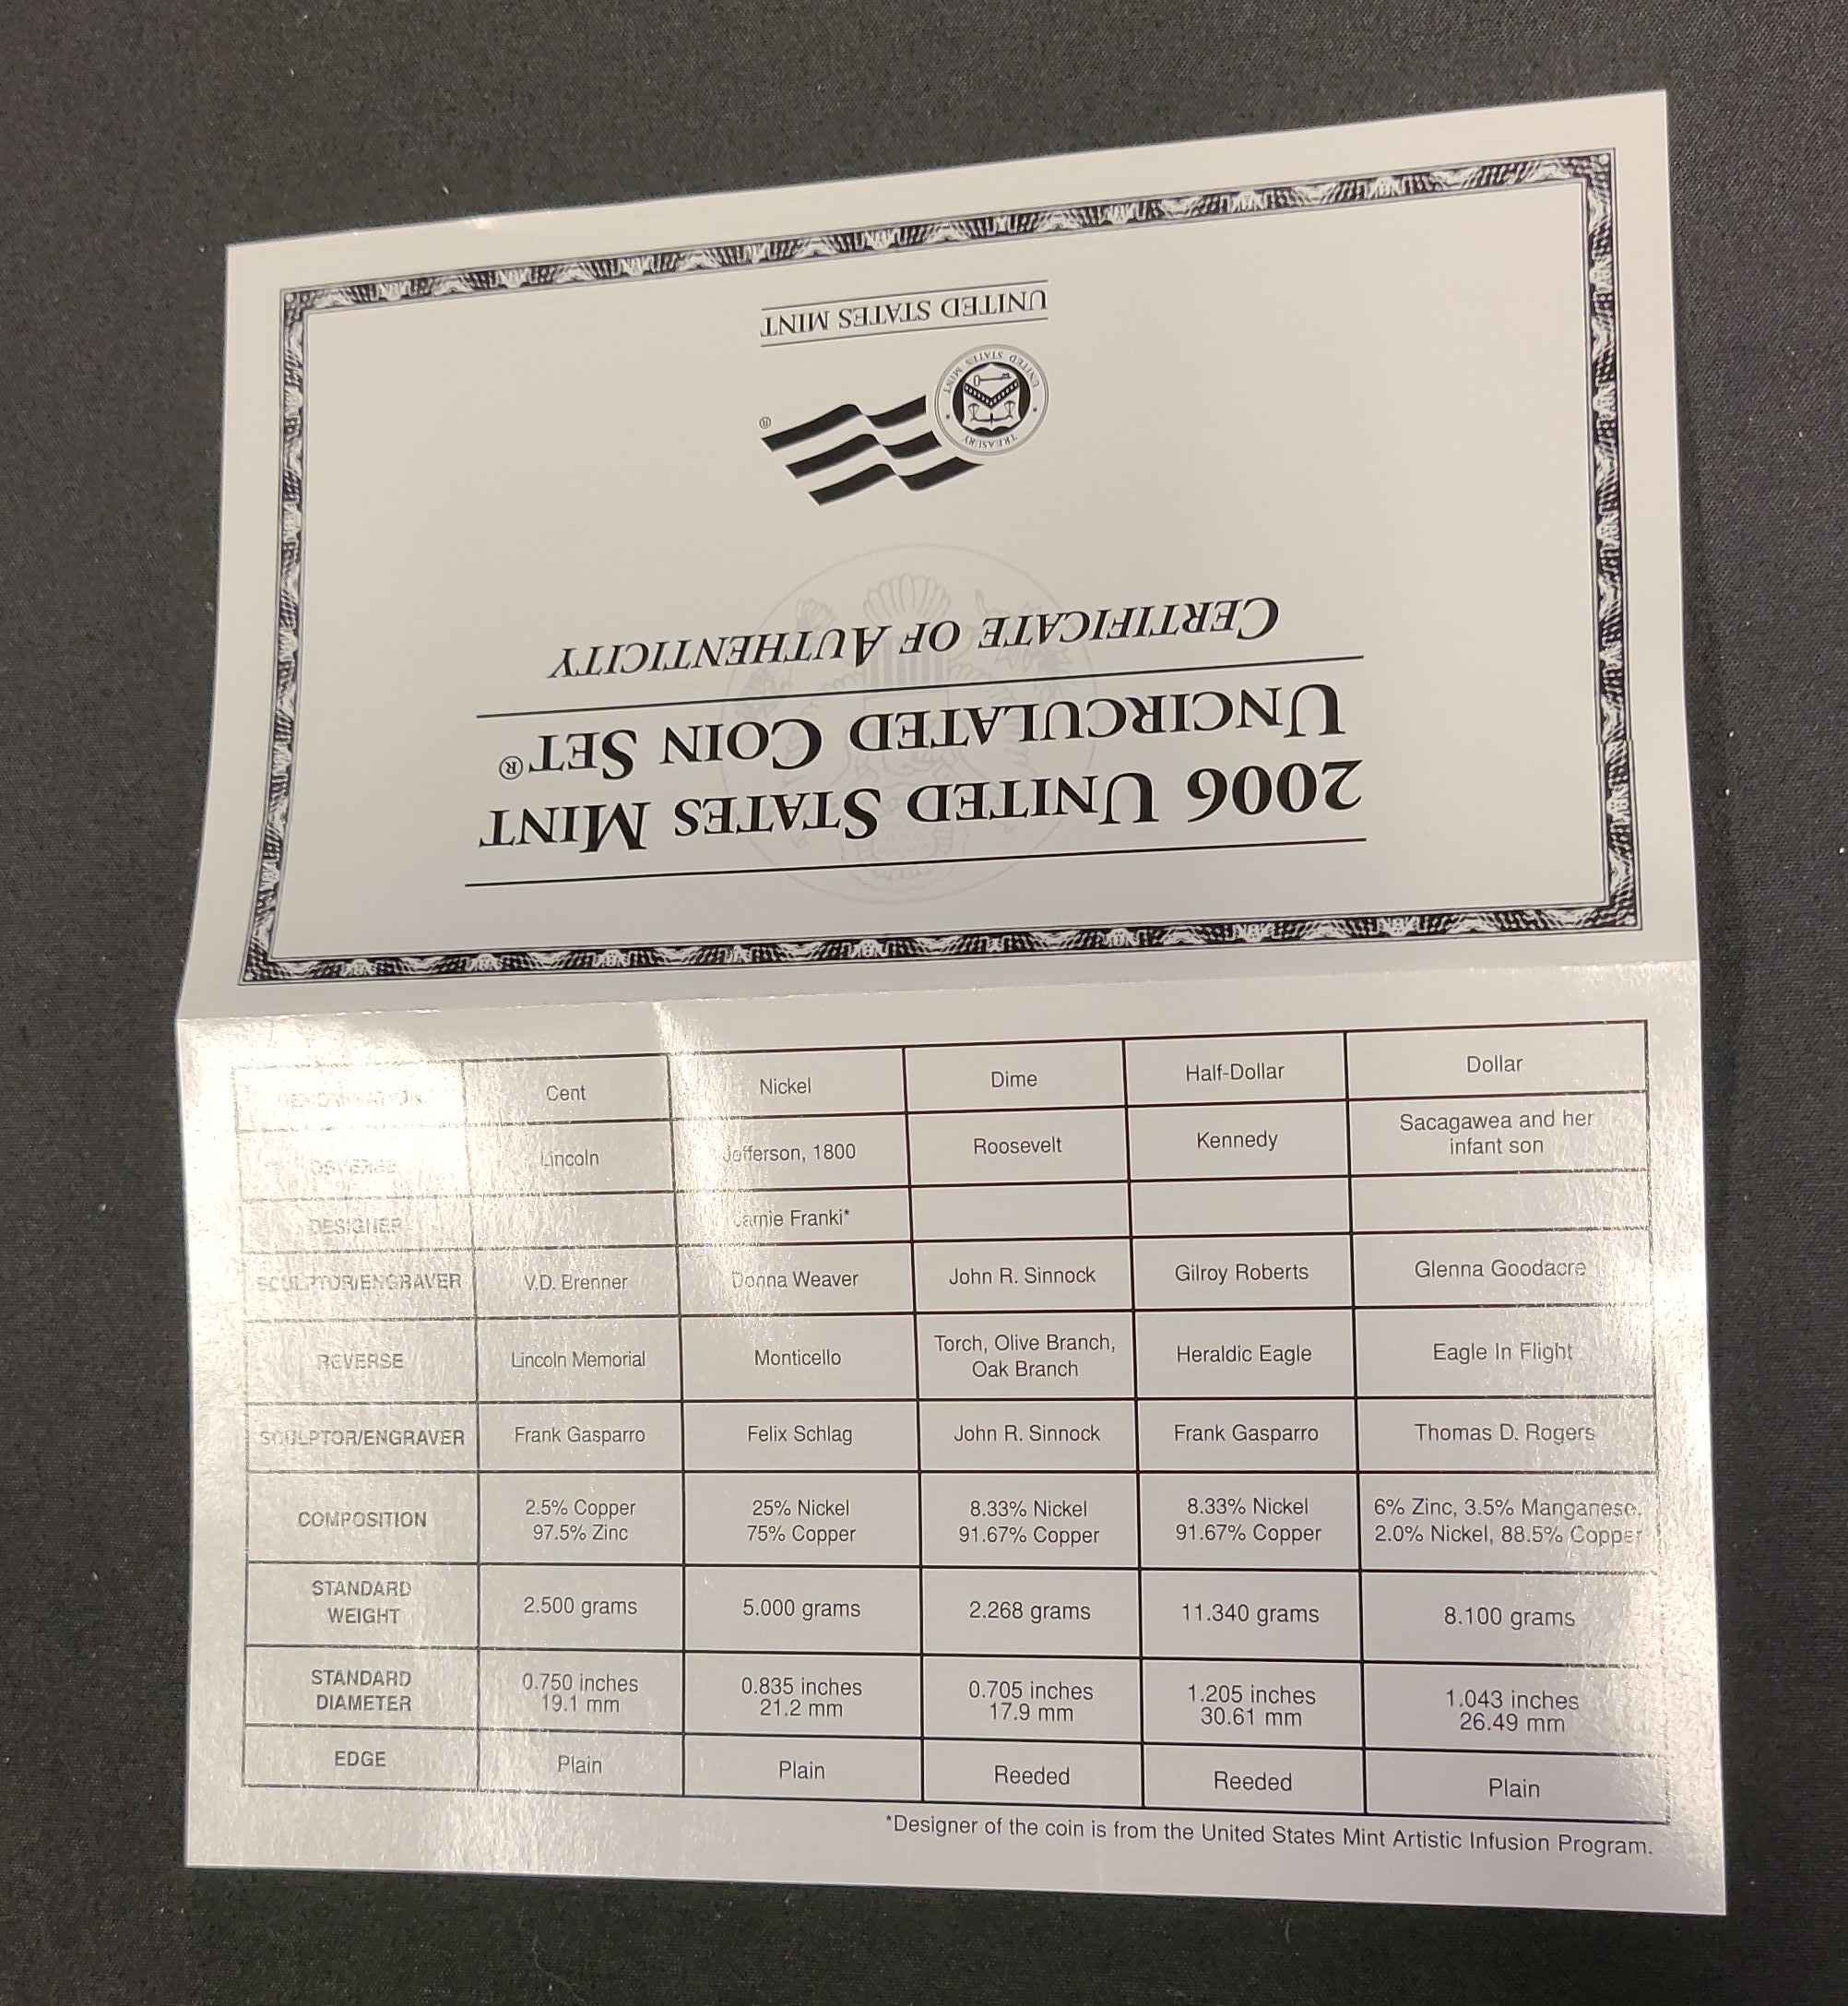 UNITED STATES MINT
UNITED STATES MINT
TREASURY
®
CERTIFICATE OF AUTHENTICITY
UNCIRCULATED COIN SET®
2006 UNITED STATES MINT
DENOMINATION Cent Nickel Dime Half-Dollar Dollar
OBVERSE Lincoln Jefferson, 1800 Roosevelt Kennedy Sacagawea and her
infant son
DESIGNER Jamie Franki*
SCULPTOR/ENGRAVER V.D. Brenner Donna Weaver John R. Sinnock Gilroy Roberts Glenna Goodacre
REVERSE Lincoln Memorial Monticello Torch, Olive Branch, Heraldic Eagle Eagle In Flight
Oak Branch
SCULPTOR/ENGRAVER Frank Gasparro Felix Schlag John R. Sinnock Frank Gasparro Thomas D. Rogers
COMPOSITION 2.5% Copper 25% Nickel 8.33% Nickel 8.33% Nickel 6% Zinc, 3.5% Manganese,
97.5% Zinc 75% Copper 91.67% Copper 91.67% Copper 2.0% Nickel, 88.5% Copper
STANDARD
WEIGHT 2.500 grams 5.000 grams 2.268 grams 11.340 grams 8.100 grams
STANDARD 0.750 inches 0.835 inches 0.705 inches 1.205 inches 1.043 inches
DIAMETER 19.1 mm 21.2 mm 17.9 mm 30.61 mm 26.49 mm
EDGE Plain Plain Reeded Reeded Plain
*Designer of the coin is from the United States Mint Artistic Infusion Program.